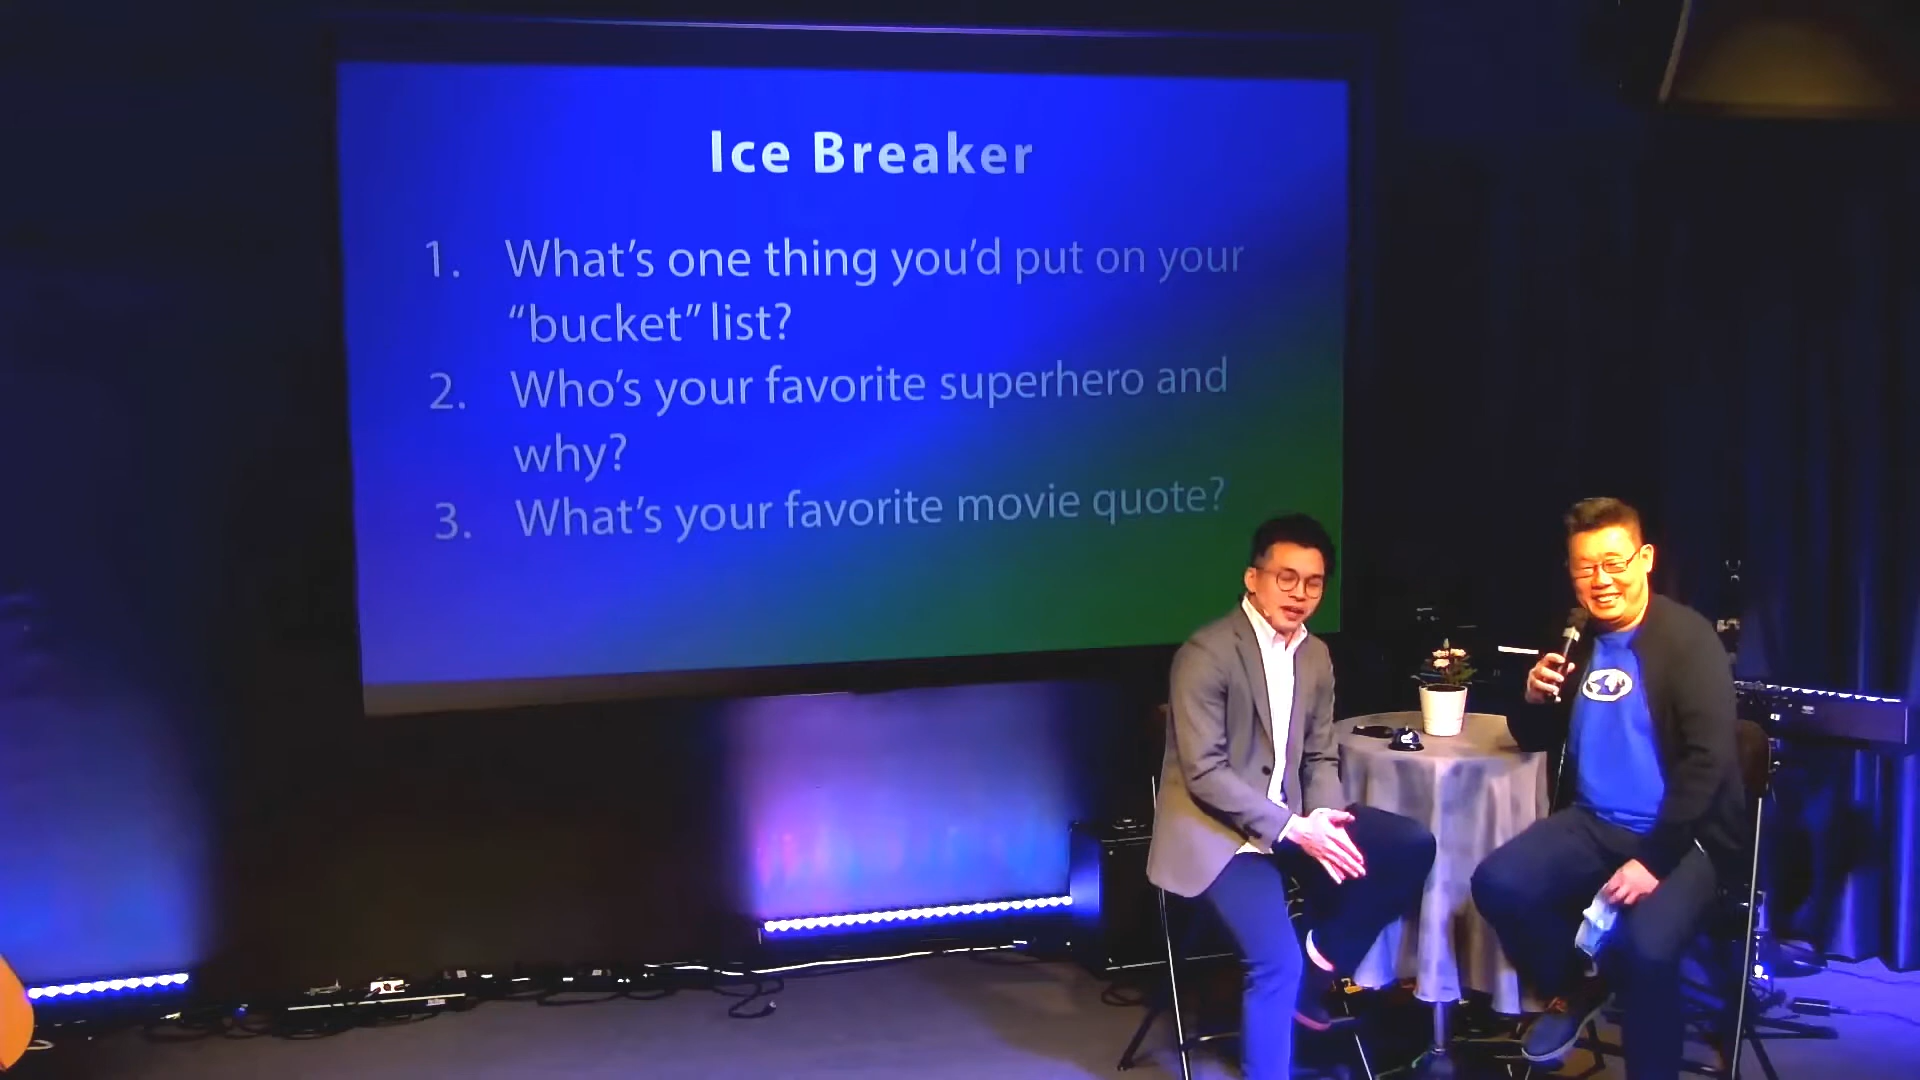 Ice Breaker
1. What's one thing you'd put on your
"bucket" list?
2. Who's your favorite superhero and
why?
3. What's your favorite movie quote?